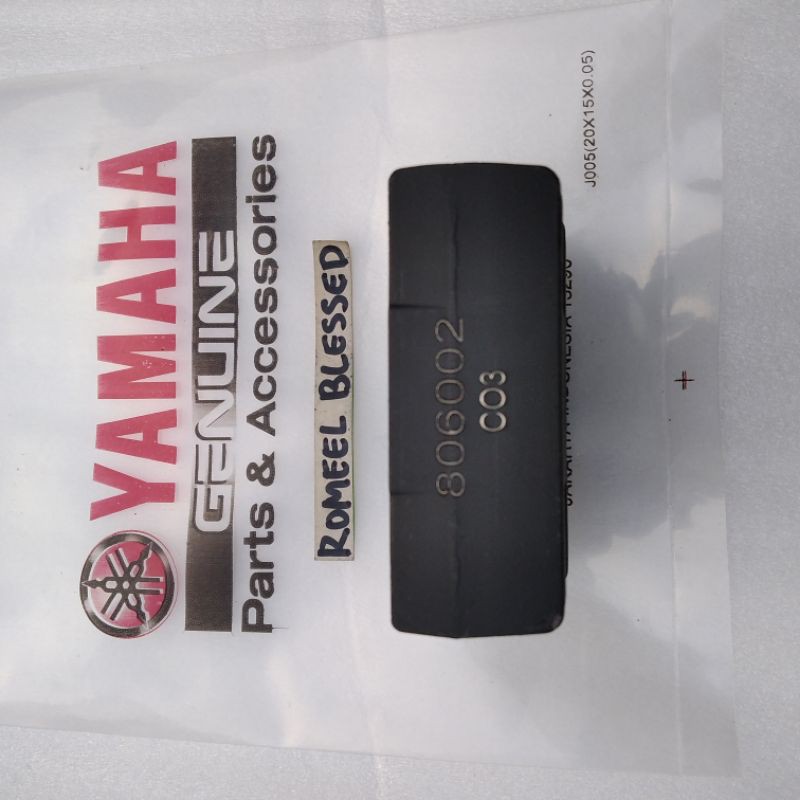 YAMAHA
GENUINE
Parts & Accessories
ROMEEL BLESSED
806002
C03
J005(20X15X0.05)